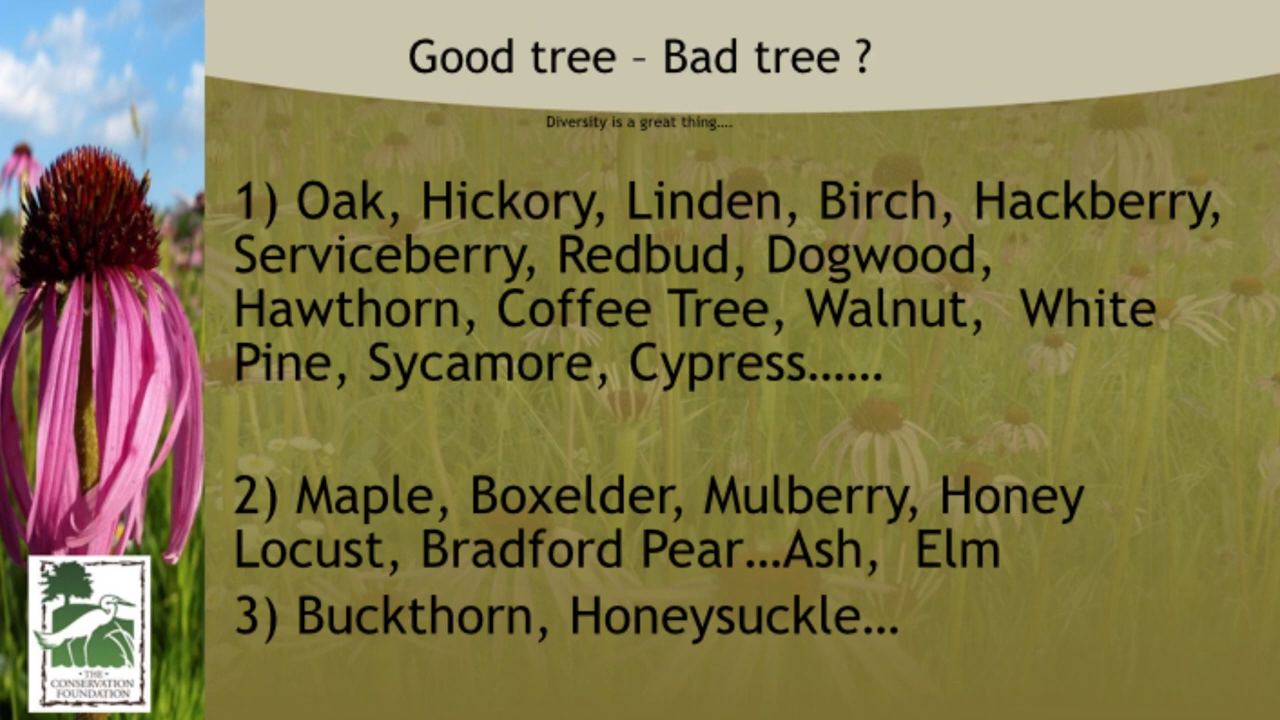 Good tree – Bad tree ?
Diversity is a great thing….
1) Oak, Hickory, Linden, Birch, Hackberry,
Serviceberry, Redbud, Dogwood,
Hawthorn, Coffee Tree, Walnut,  White
Pine, Sycamore, Cypress……
2) Maple, Boxelder, Mulberry, Honey
Locust, Bradford Pear…Ash,  Elm
3) Buckthorn, Honeysuckle…
• THE •
CONSERVATION
FOUNDATION